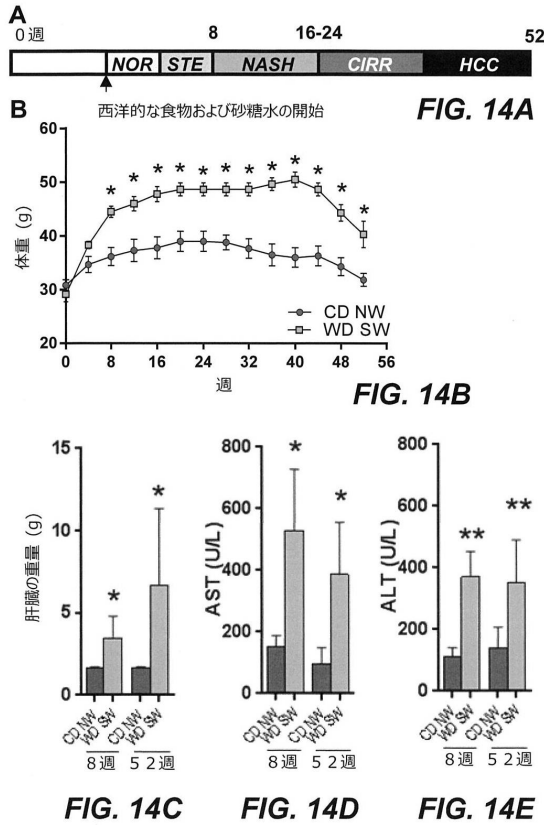 A
0週 8 16-24 52
NOR STE NASH CIRR HCC
西洋的な食物および砂糖水の開始
FIG. 14A
B
60
50
40
30
20
体重 (g)
* * * * * * * * * * * *
CD NW
WD SW
0 8 16 24 32 40 48 56
週
FIG. 14B
15
10
5
0
肝臓の重量 (g)
* *
CD NW WD SW CD NW WD SW
8週 52週
FIG. 14C
800
600
400
200
0
AST (U/L)
* *
CD NW WD SW CD NW WD SW
8週 52週
FIG. 14D
800
600
400
200
0
ALT (U/L)
** **
CD NW WD SW CD NW WD SW
8週 52週
FIG. 14E